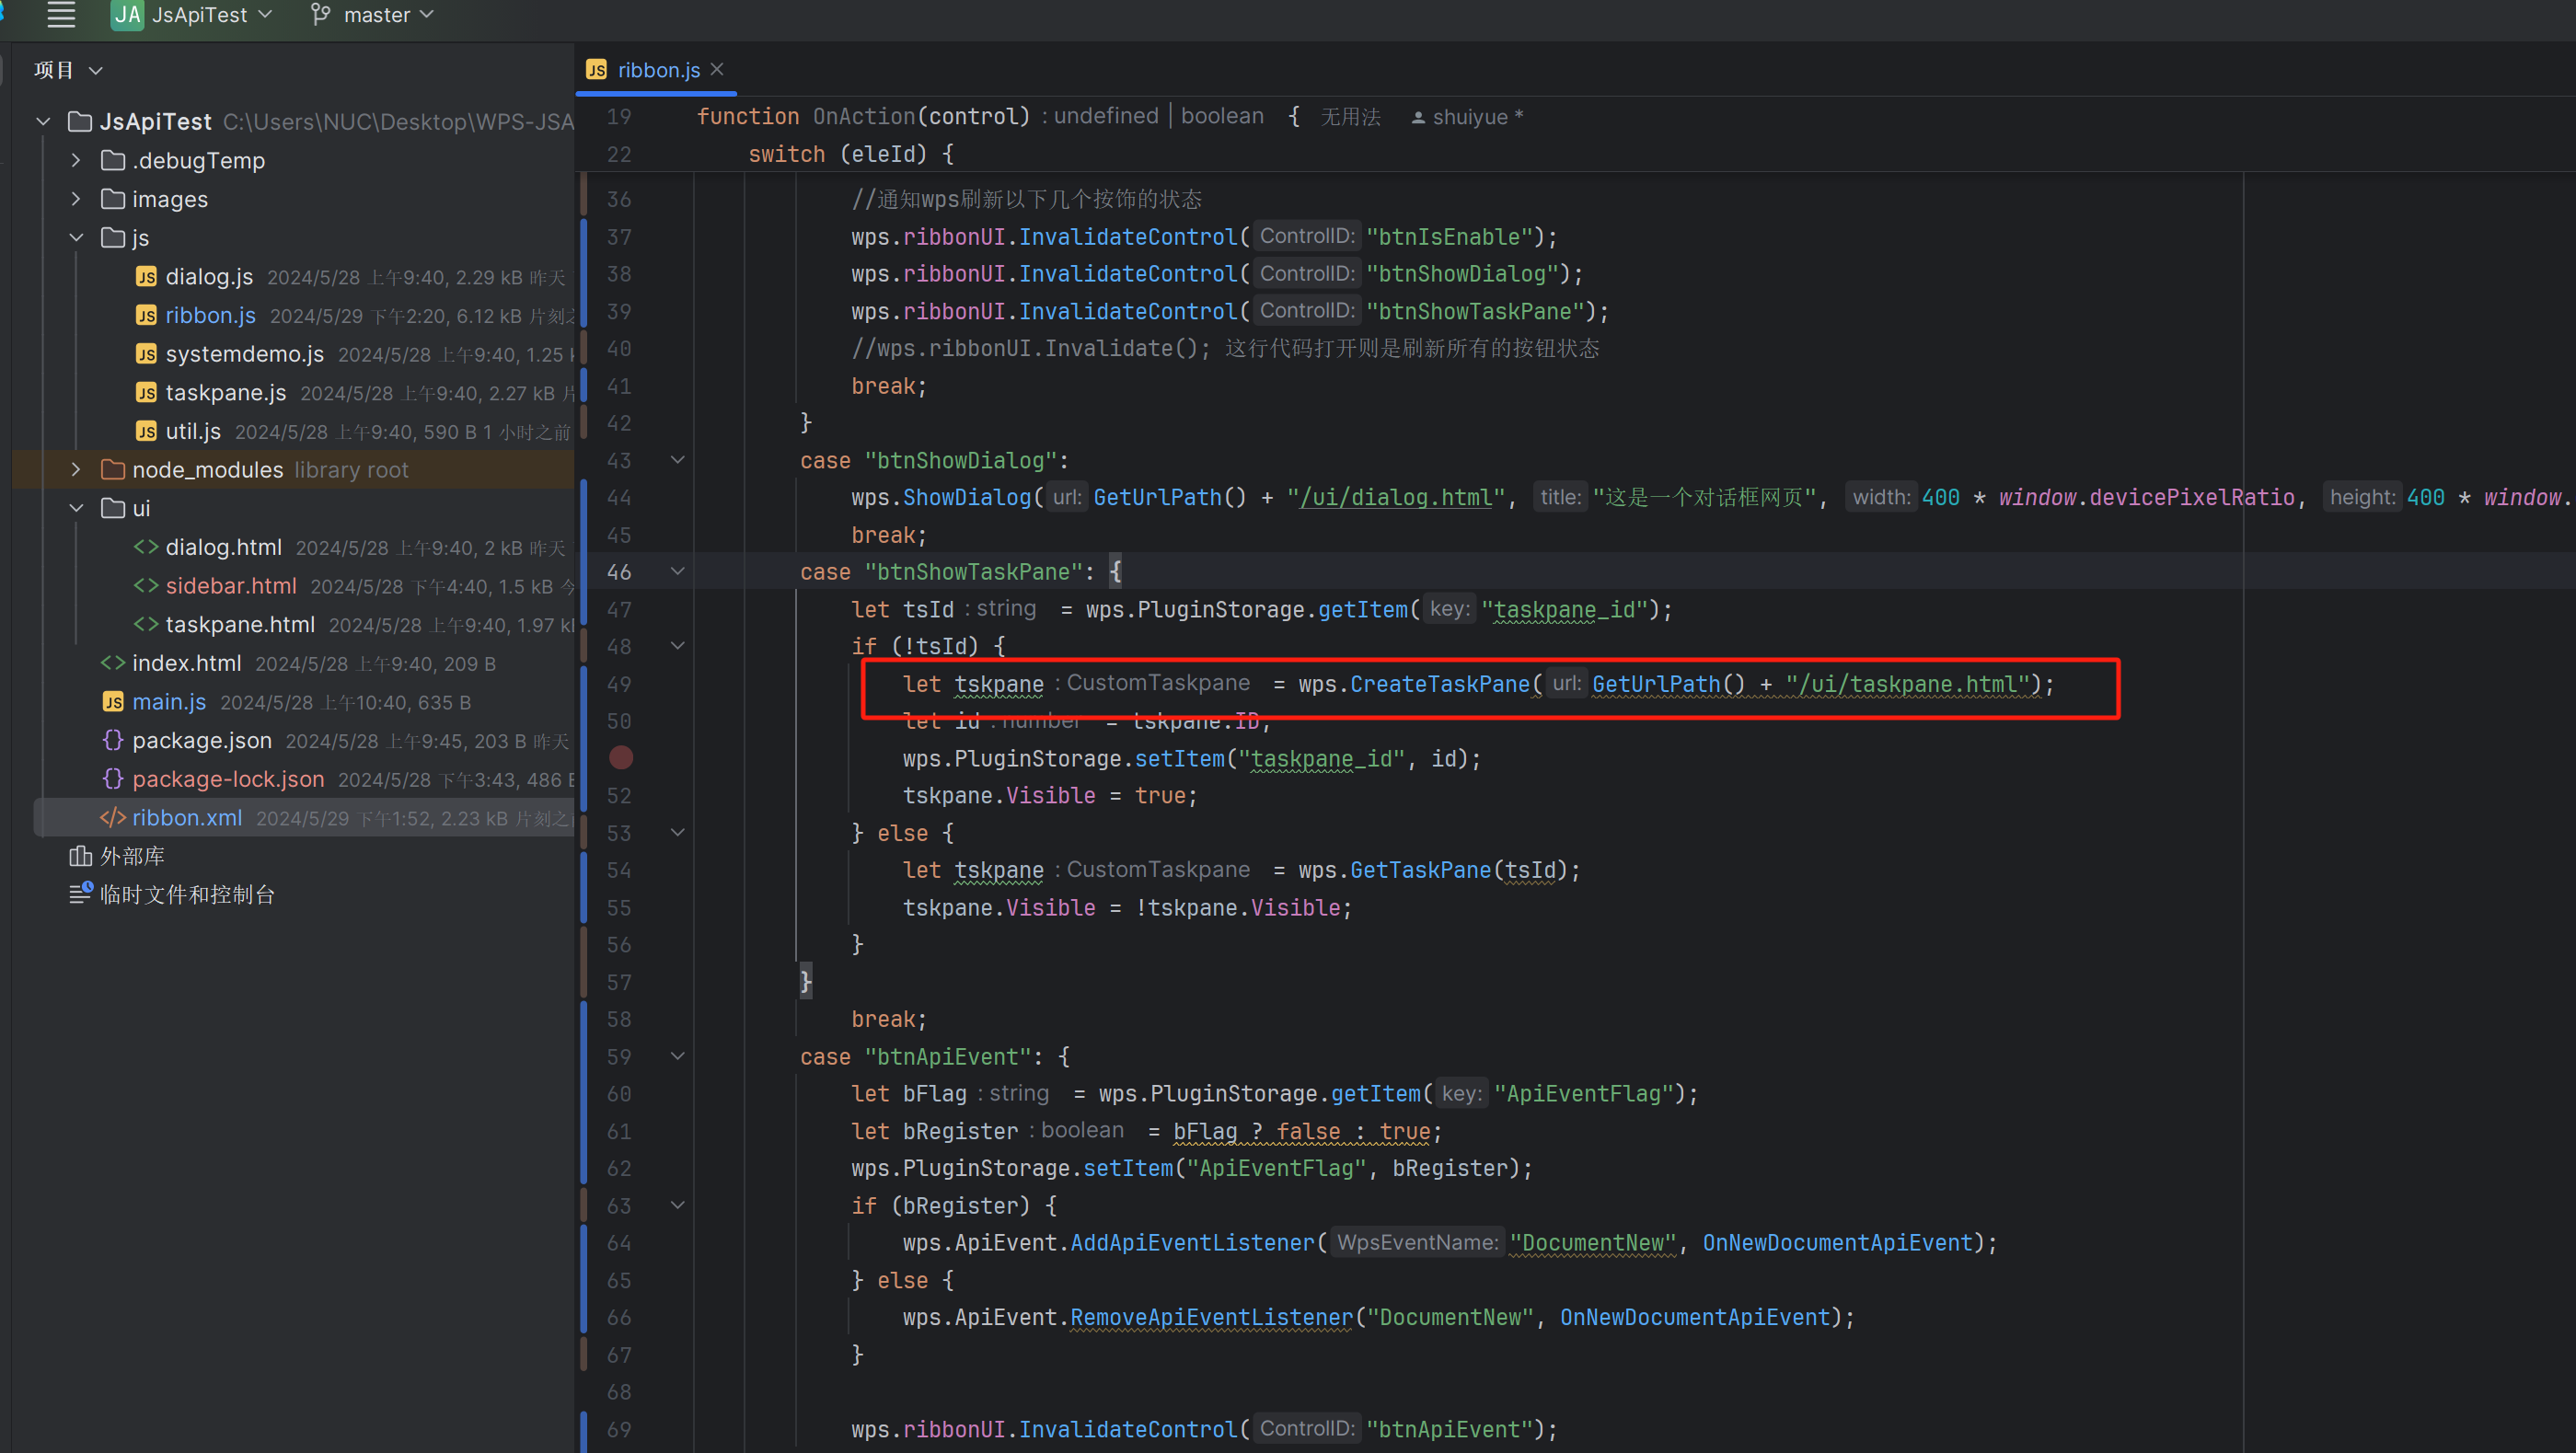 JA JsApiTest master
项目
JsApiTest C:\Users\NUC\Desktop\WPS-JSA
.debugTemp
images
js
JS dialog.js 2024/5/28 上午9:40, 2.29 kB 昨天
JS ribbon.js 2024/5/29 下午2:20, 6.12 kB 片刻之
JS systemdemo.js 2024/5/28 上午9:40, 1.25
JS taskpane.js 2024/5/28 上午9:40, 2.27 kB
JS util.js 2024/5/28 上午9:40, 590 B 1 小时之前
node_modules library root
ui
<> dialog.html 2024/5/28 上午9:40, 2 kB 昨天
<> sidebar.html 2024/5/28 下午4:40, 1.5 kB 今
<> taskpane.html 2024/5/28 上午9:40, 1.97
<> index.html 2024/5/28 上午9:40, 209 B
JS main.js 2024/5/28 上午10:40, 635 B
{} package.json 2024/5/28 上午9:45, 203 B 昨天
{} package-lock.json 2024/5/28 下午3:43, 486
</> ribbon.xml 2024/5/29 下午1:52, 2.23 kB 片刻之
外部库
临时文件和控制台
JS ribbon.js
19 function OnAction(control) : undefined | boolean { 无用法 shuiyue *
22 switch (eleId) {
36 //通知wps刷新以下几个按饰的状态
37 wps.ribbonUI.InvalidateControl( ControlID: "btnIsEnable");
38 wps.ribbonUI.InvalidateControl( ControlID: "btnShowDialog");
39 wps.ribbonUI.InvalidateControl( ControlID: "btnShowTaskPane");
40 //wps.ribbonUI.Invalidate(); 这行代码打开则是刷新所有的按钮状态
41 break;
42 }
43 case "btnShowDialog":
44 wps.ShowDialog( url: GetUrlPath() + "/ui/dialog.html", title: "这是一个对话框网页", width: 400 * window.devicePixelRatio, height: 400 * window.
45 break;
46 case "btnShowTaskPane": {
47 let tsId : string = wps.PluginStorage.getItem( key: "taskpane_id");
48 if (!tsId) {
49 let tskpane : CustomTaskpane = wps.CreateTaskPane( url: GetUrlPath() + "/ui/taskpane.html");
50 let id : number = tskpane.ID;
wps.PluginStorage.setItem("taskpane_id", id);
52 tskpane.Visible = true;
53 } else {
54 let tskpane : CustomTaskpane = wps.GetTaskPane(tsId);
55 tskpane.Visible = !tskpane.Visible;
56 }
57 }
58 break;
59 case "btnApiEvent": {
60 let bFlag : string = wps.PluginStorage.getItem( key: "ApiEventFlag");
61 let bRegister : boolean = bFlag ? false : true;
62 wps.PluginStorage.setItem("ApiEventFlag", bRegister);
63 if (bRegister) {
64 wps.ApiEvent.AddApiEventListener( WpsEventName: "DocumentNew", OnNewDocumentApiEvent);
65 } else {
66 wps.ApiEvent.RemoveApiEventListener("DocumentNew", OnNewDocumentApiEvent);
67 }
68
69 wps.ribbonUI.InvalidateControl( ControlID: "btnApiEvent");